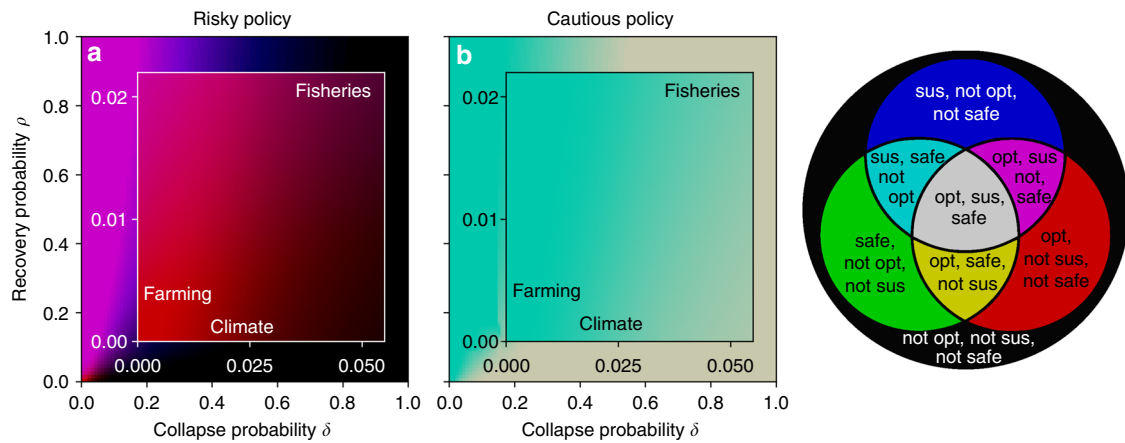 Risky policy
a
Recovery probability ρ
1.0
0.8
0.6
0.4
0.2
0.0
0.02
0.01
0.00
Fisheries
Farming
Climate
0.000
0.025
0.050
0.0
0.2
0.4
0.6
0.8
1.0
Collapse probability δ
Cautious policy
b
0.02
0.01
0.00
Fisheries
Farming
Climate
0.000
0.025
0.050
0.0
0.2
0.4
0.6
0.8
1.0
Collapse probability δ
sus, not opt,
not safe
sus, safe
not
opt
opt, sus
not,
safe
opt, sus,
safe
safe,
not opt,
not sus
opt, safe,
not sus
opt,
not sus,
not safe
not opt, not sus,
not safe